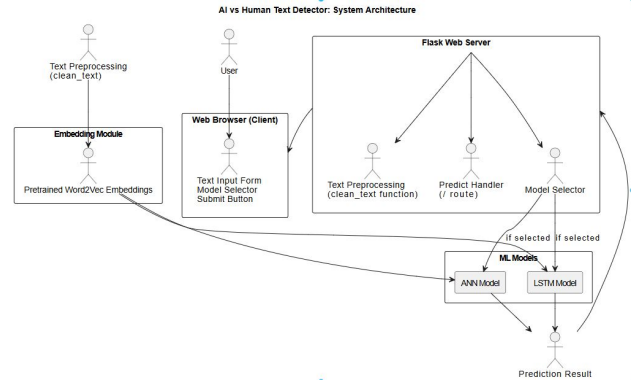 AI vs Human Text Detector: System Architecture
Text Preprocessing
(clean_text)
User
Flask Web Server
Embedding Module
Pretrained Word2Vec Embeddings
Web Browser (Client)
Text Input Form
Model Selector
Submit Button
Text Preprocessing
(clean_text function)
Predict Handler
(/ route)
Model Selector
if selected
if selected
ML Models
ANN Model
LSTM Model
Prediction Result